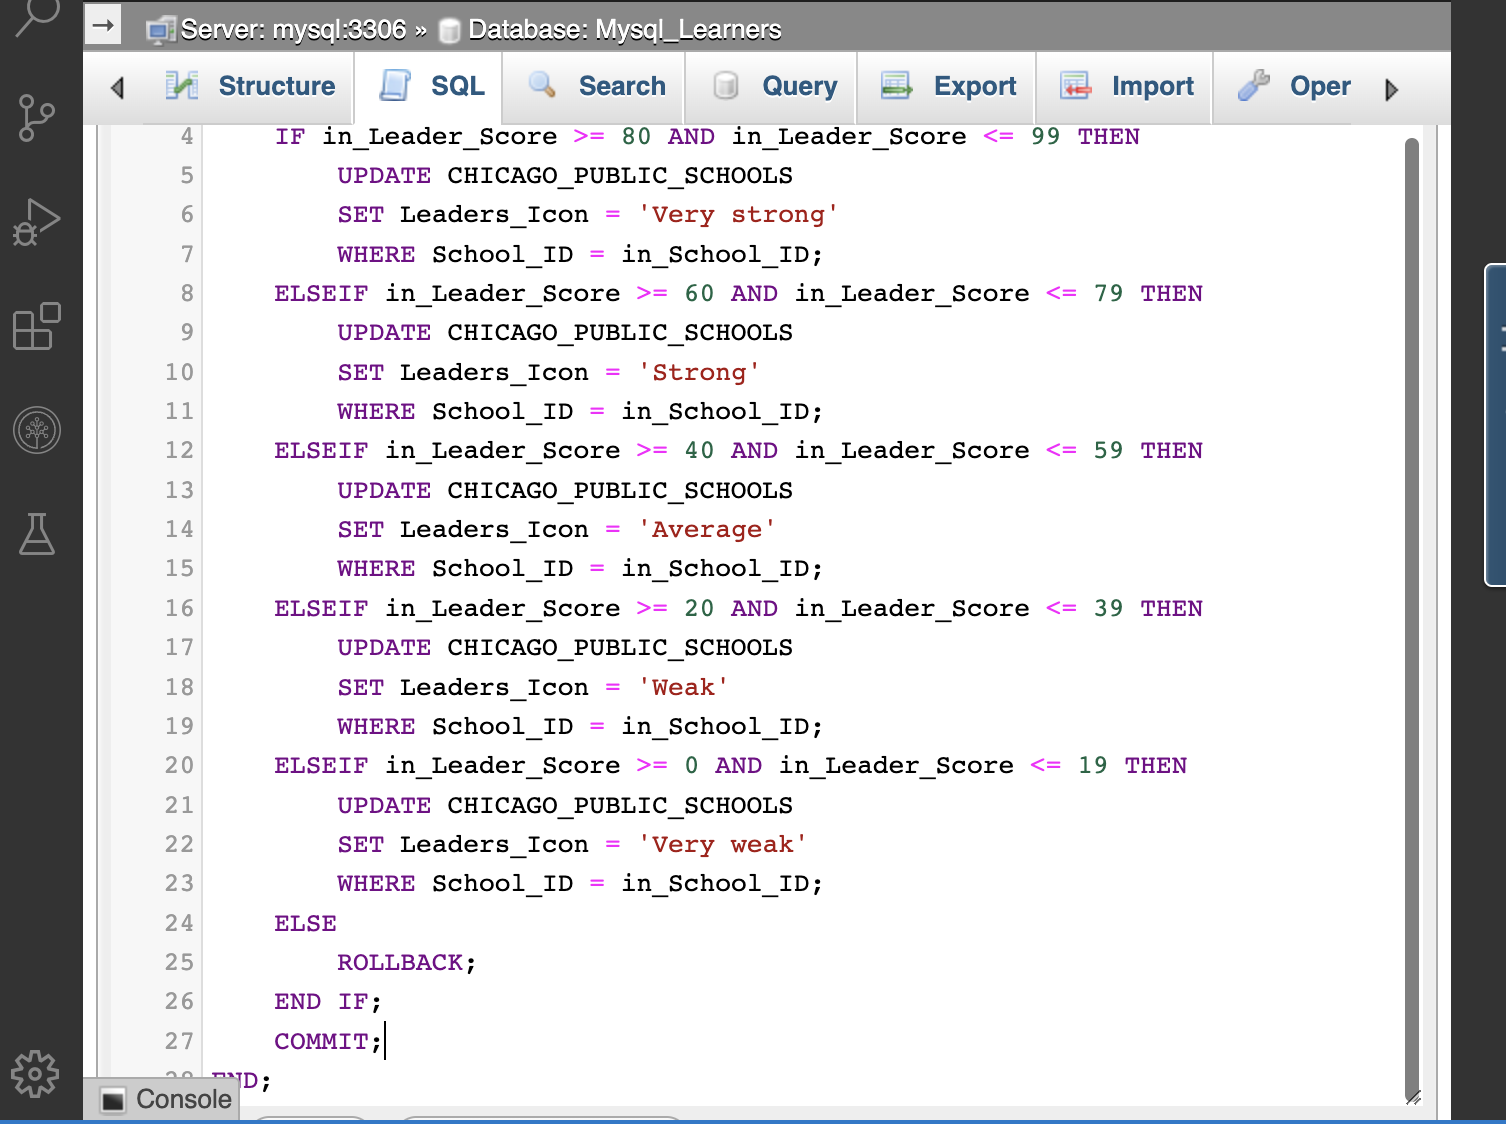 Server: mysql:3306 » Database: Mysql_Learners
Structure SQL Search Query Export Import Oper
4 IF in_Leader_Score >= 80 AND in_Leader_Score <= 99 THEN
5 UPDATE CHICAGO_PUBLIC_SCHOOLS
6 SET Leaders_Icon = 'Very strong'
7 WHERE School_ID = in_School_ID;
8 ELSEIF in_Leader_Score >= 60 AND in_Leader_Score <= 79 THEN
9 UPDATE CHICAGO_PUBLIC_SCHOOLS
10 SET Leaders_Icon = 'Strong'
11 WHERE School_ID = in_School_ID;
12 ELSEIF in_Leader_Score >= 40 AND in_Leader_Score <= 59 THEN
13 UPDATE CHICAGO_PUBLIC_SCHOOLS
14 SET Leaders_Icon = 'Average'
15 WHERE School_ID = in_School_ID;
16 ELSEIF in_Leader_Score >= 20 AND in_Leader_Score <= 39 THEN
17 UPDATE CHICAGO_PUBLIC_SCHOOLS
18 SET Leaders_Icon = 'Weak'
19 WHERE School_ID = in_School_ID;
20 ELSEIF in_Leader_Score >= 0 AND in_Leader_Score <= 19 THEN
21 UPDATE CHICAGO_PUBLIC_SCHOOLS
22 SET Leaders_Icon = 'Very weak'
23 WHERE School_ID = in_School_ID;
24 ELSE
25 ROLLBACK;
26 END IF;
27 COMMIT;
28 END;
Console